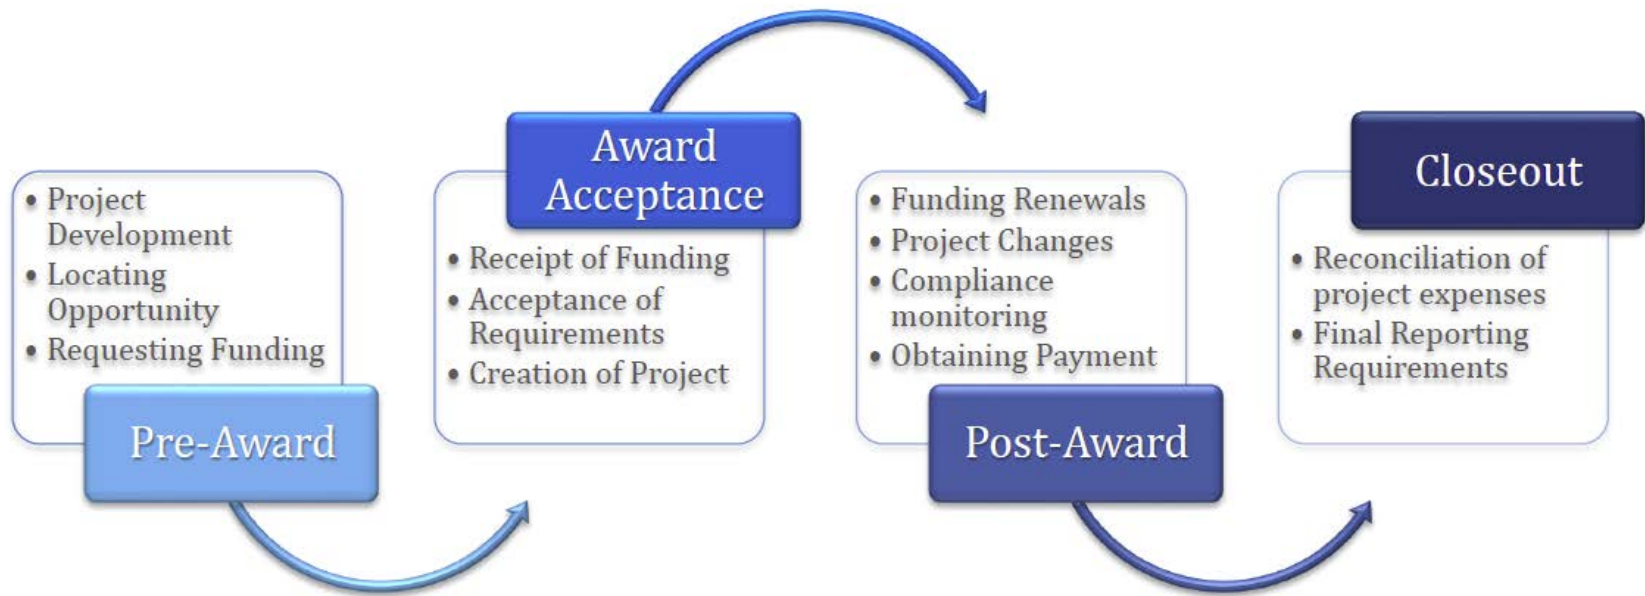 • Project
Development
• Locating
Opportunity
• Requesting Funding
Pre-Award
Award
Acceptance
• Receipt of Funding
• Acceptance of
Requirements
• Creation of Project
• Funding Renewals
• Project Changes
• Compliance
monitoring
• Obtaining Payment
Post-Award
Closeout
• Reconciliation of
project expenses
• Final Reporting
Requirements